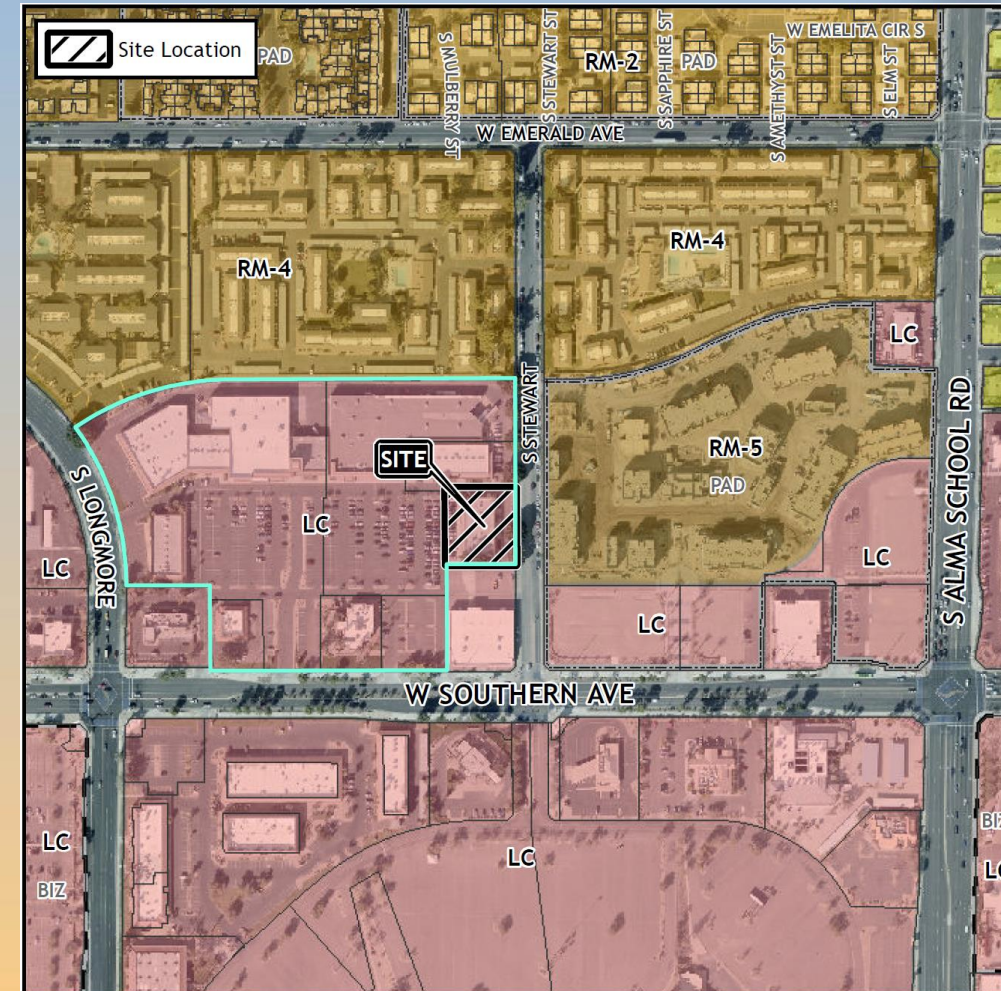 Site Location
PAD
S MULBERRY ST
S STEWART ST
RM-2
S SAPPHIRE ST
PAD
W EMELITA CIR S
S AMETHYST ST
S ELM ST
W EMERALD AVE
RM-4
RM-4
LC
S STEWART
S ALMA SCHOOL RD
RM-5
PAD
SITE
S LONGMORE
LC
LC
LC
LC
W SOUTHERN AVE
LC
BIZ
LC